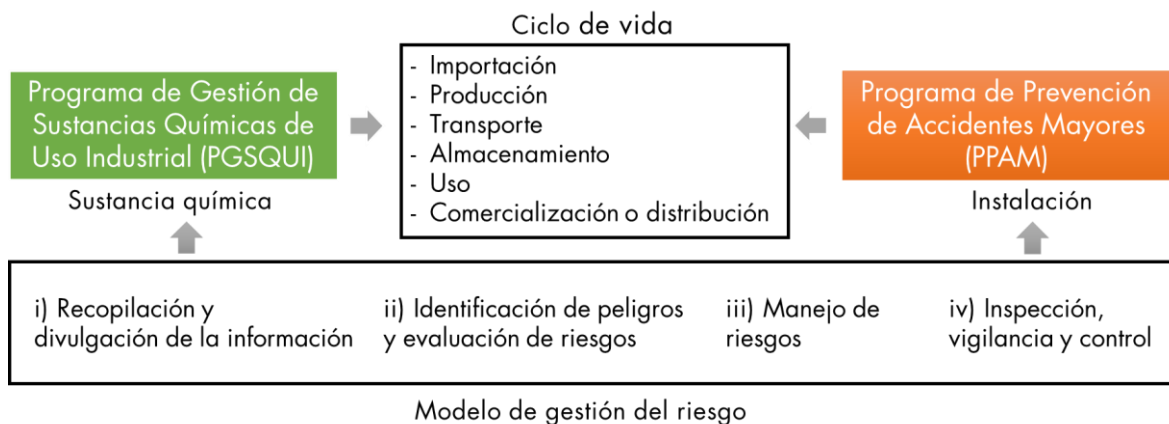 Ciclo de vida
Programa de Gestión de
Sustancias Químicas de
Uso Industrial (PGSQUI)
Sustancia química
- Importación
- Producción
- Transporte
- Almacenamiento
- Uso
- Comercialización o distribución
Programa de Prevención
de Accidentes Mayores
(PPAM)
Instalación
i) Recopilación y
divulgación de la información
ii) Identificación de peligros
y evaluación de riesgos
iii) Manejo de
riesgos
iv) Inspección,
vigilancia y control
Modelo de gestión del riesgo